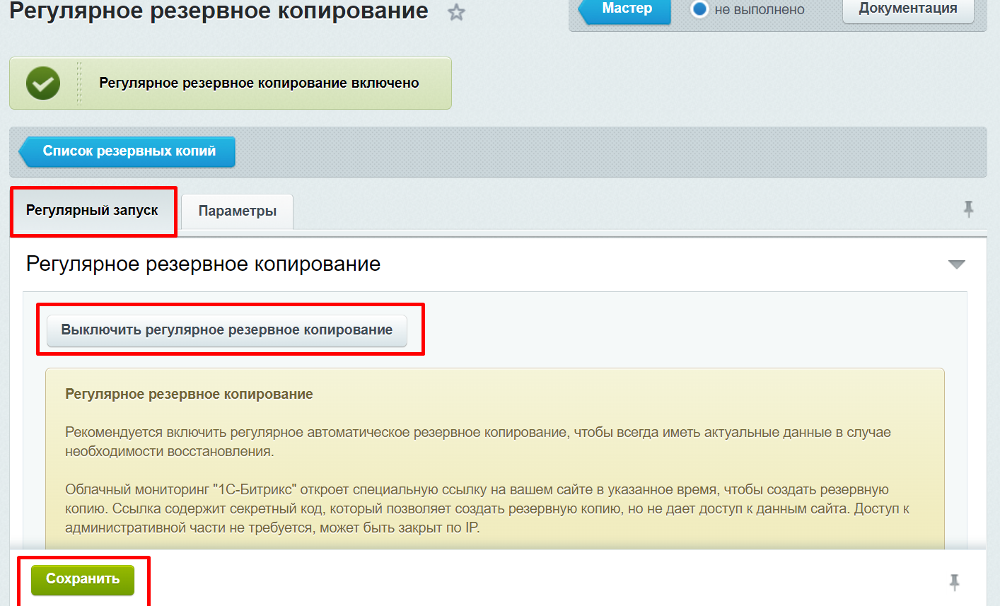 Регулярное резервное копирование
Мастер
не выполнено
Документация
Регулярное резервное копирование включено
Список резервных копий
Регулярный запуск
Параметры
Регулярное резервное копирование
Выключить регулярное резервное копирование
Регулярное резервное копирование
Рекомендуется включить регулярное автоматическое резервное копирование, чтобы всегда иметь актуальные данные в случае
необходимости восстановления.
Облачный мониторинг "1С-Битрикс" откроет специальную ссылку на вашем сайте в указанное время, чтобы создать резервную
копию. Ссылка содержит секретный код, который позволяет создать резервную копию, но не дает доступ к данным сайта. Доступ к
административной части не требуется, может быть закрыт по IP.
Сохранить